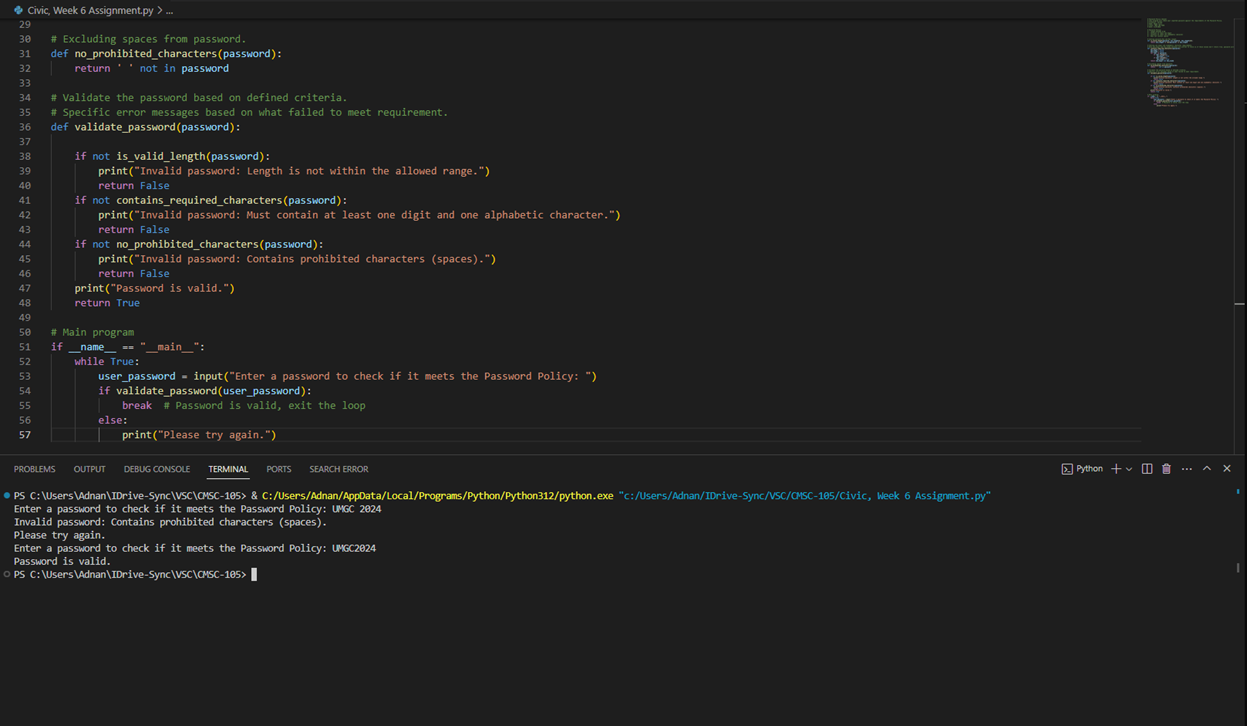 Civic, Week 6 Assignment.py > ...
29
30 # Excluding spaces from password.
31 def no_prohibited_characters(password):
32     return ' ' not in password
33
34 # Validate the password based on defined criteria.
35 # Specific error messages based on what failed to meet requirement.
36 def validate_password(password):
37
38     if not is_valid_length(password):
39         print("Invalid password: Length is not within the allowed range.")
40         return False
41     if not contains_required_characters(password):
42         print("Invalid password: Must contain at least one digit and one alphabetic character.")
43         return False
44     if not no_prohibited_characters(password):
45         print("Invalid password: Contains prohibited characters (spaces).")
46         return False
47     print("Password is valid.")
48     return True
49
50 # Main program
51 if __name__ == "__main__":
52     while True:
53         user_password = input("Enter a password to check if it meets the Password Policy: ")
54         if validate_password(user_password):
55             break  # Password is valid, exit the loop
56         else:
57             print("Please try again.")
PROBLEMS OUTPUT DEBUG CONSOLE TERMINAL PORTS SEARCH ERROR Python
PS C:\Users\Adnan\IDrive-Sync\VSC\CMSC-105> & C:/Users/Adnan/AppData/Local/Programs/Python/Python312/python.exe "c:/Users/Adnan/IDrive-Sync/VSC/CMSC-105/Civic, Week 6 Assignment.py"
Enter a password to check if it meets the Password Policy: UMGC 2024
Invalid password: Contains prohibited characters (spaces).
Please try again.
Enter a password to check if it meets the Password Policy: UMGC2024
Password is valid.
PS C:\Users\Adnan\IDrive-Sync\VSC\CMSC-105>